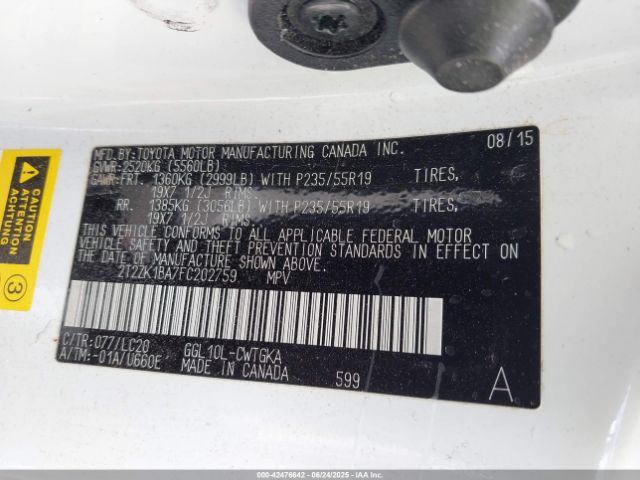 MFD.BY:TOYOTA MOTOR MANUFACTURING CANADA INC. 08/15
GVWR:2520KG (5560LB)
GAWR:FRT. 1360KG (2999LB) WITH P235/55R19 TIRES,
19X7 1/2J RIMS,
RR. 1385KG (3056LB) WITH P235/55R19 TIRES,
19X7 1/2J RIMS
THIS VEHICLE CONFORMS TO ALL APPLICABLE FEDERAL MOTOR
VEHICLE SAFETY AND THEFT PREVENTION STANDARDS IN EFFECT ON
THE DATE OF MANUFACTURE SHOWN ABOVE.
2T2ZK1BA7FC202759 MPV
C/TR:077/LC20 GGL10L-CWTGKA
A/TM:-01A/U660E MADE IN CANADA 599
A
CAUTION
ATTENTION
ACHTUNG
3
000-42476642 - 06/24/2025 - IAAI.COM